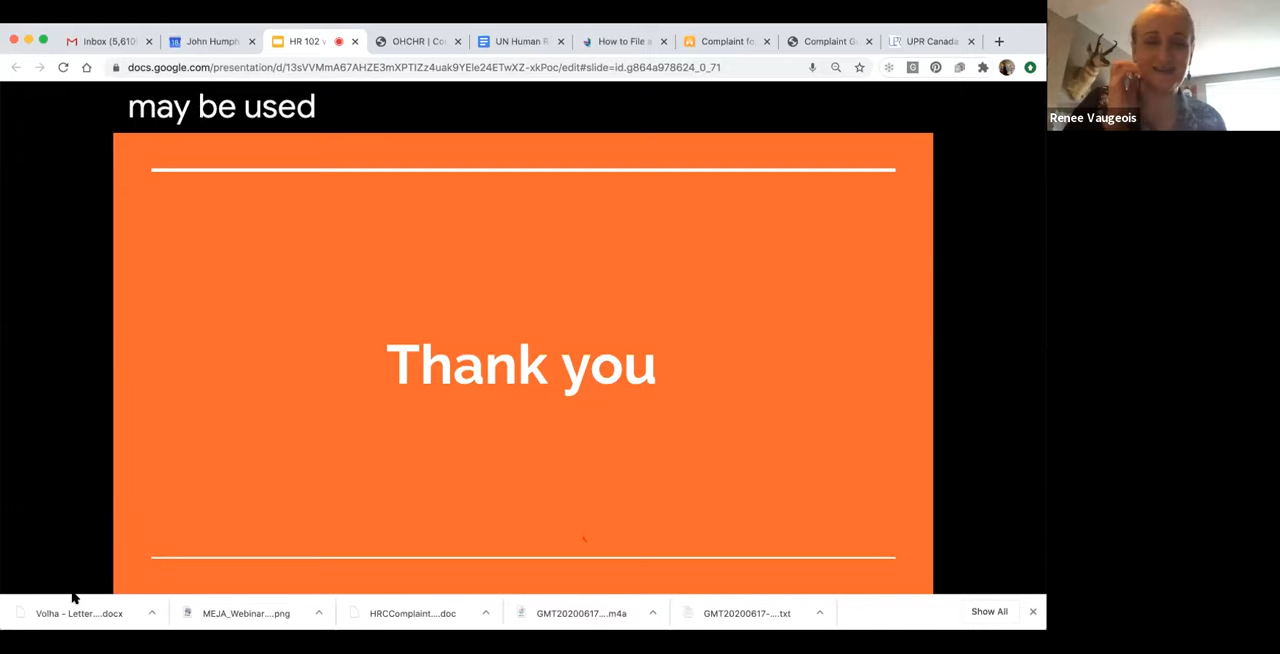 Inbox (5,610
John Humph
HR 102 v
OHCHR | Co
UN Human R
How to File a
Complaint fo
Complaint G
UPR Canada
docs.google.com/presentation/d/13sVVMmA67AHZE3mXPTIZz4uak9YEle24ETwXZ-xkPoc/edit#slide=id.g864a978624_0_71
Renee Vaugeois
may be used
Thank you
Volha - Letter....docx
MEJA_Webinar....png
HRCComplaint....doc
GMT20200617....m4a
GMT20200617-....txt
Show All